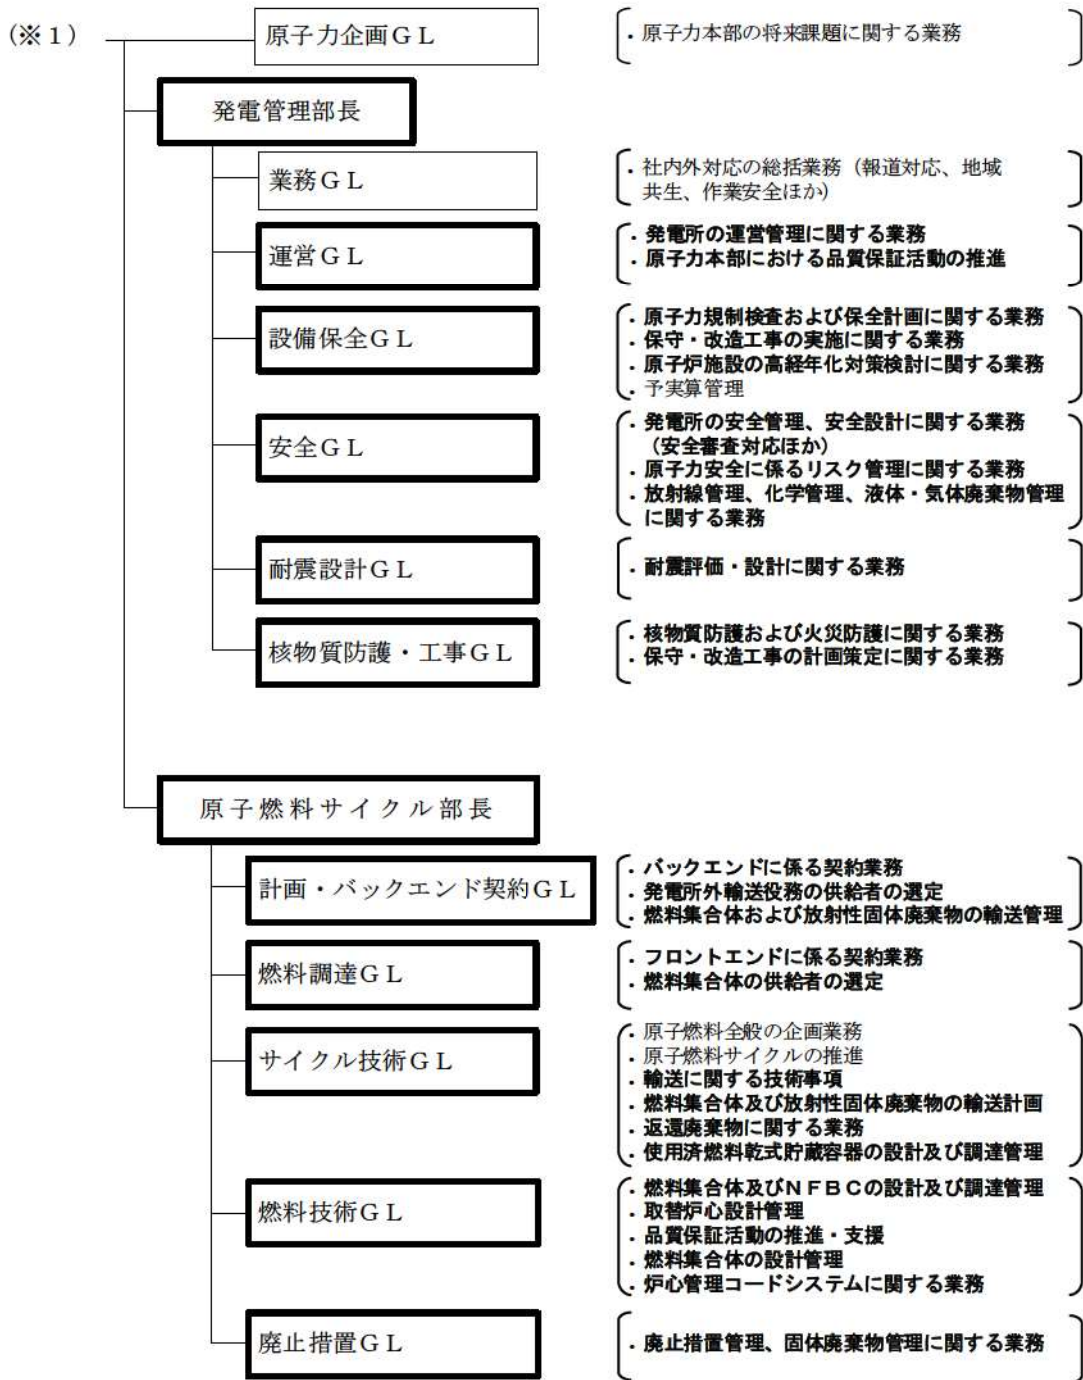 (※1)
原子力企画GL
・原子力本部の将来課題に関する業務
発電管理部長
業務GL
・社内外対応の総括業務（報道対応、地域
共生、作業安全ほか）
運営GL
・発電所の運営管理に関する業務
・原子力本部における品質保証活動の推進
設備保全GL
・原子力規制検査および保全計画に関する業務
・保守・改造工事の実施に関する業務
・原子炉施設の高経年化対策検討に関する業務
・予実算管理
安全GL
・発電所の安全管理、安全設計に関する業務
（安全審査対応ほか）
・原子力安全に係るリスク管理に関する業務
・放射線管理、化学管理、液体・気体廃棄物管理
に関する業務
耐震設計GL
・耐震評価・設計に関する業務
核物質防護・工事GL
・核物質防護および火災防護に関する業務
・保守・改造工事の計画策定に関する業務
原子燃料サイクル部長
計画・バックエンド契約GL
・バックエンドに係る契約業務
・発電所外輸送役務の供給者の選定
・燃料集合体および放射性固体廃棄物の輸送管理
燃料調達GL
・フロントエンドに係る契約業務
・燃料集合体の供給者の選定
サイクル技術GL
・原子燃料全般の企画業務
・原子燃料サイクルの推進
・輸送に関する技術事項
・燃料集合体及び放射性固体廃棄物の輸送計画
・返還廃棄物に関する業務
・使用済燃料乾式貯蔵容器の設計及び調達管理
燃料技術GL
・燃料集合体及びNFBCの設計及び調達管理
・取替炉心設計管理
・品質保証活動の推進・支援
・燃料集合体の設計管理
・炉心管理コードシステムに関する業務
廃止措置GL
・廃止措置管理、固体廃棄物管理に関する業務